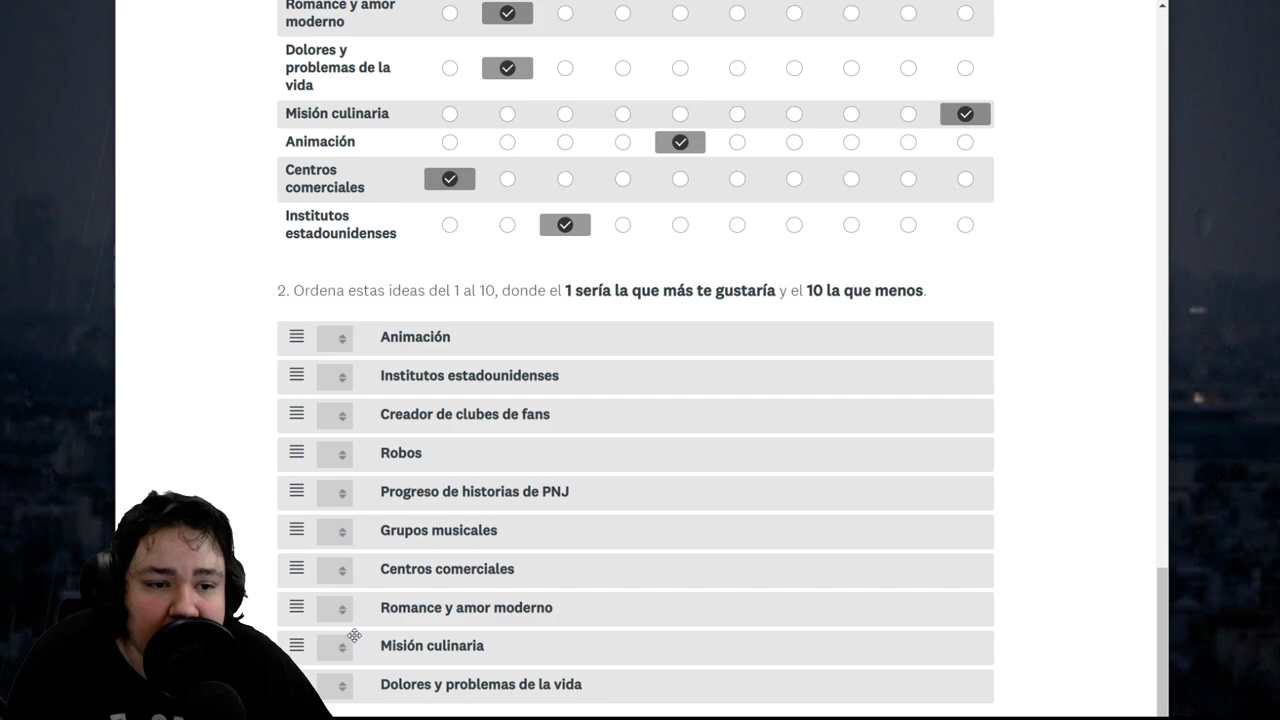 Romance y amor
moderno
Dolores y
problemas de la
vida
Misión culinaria
Animación
Centros
comerciales
Institutos
estadounidenses
2. Ordena estas ideas del 1 al 10, donde el 1 sería la que más te gustaría y el 10 la que menos.
Animación
Institutos estadounidenses
Creador de clubes de fans
Robos
Progreso de historias de PNJ
Grupos musicales
Centros comerciales
Romance y amor moderno
Misión culinaria
Dolores y problemas de la vida